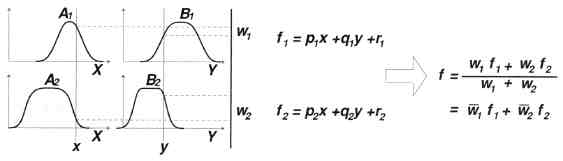 A₁ B₁
w₁ f₁ = p₁x + q₁y + r₁
X Y
A₂ B₂
f = w₁ f₁ + w₂ f₂ / w₁ + w₂
= w̅₁ f₁ + w̅₂ f₂
w₂ f₂ = p₂x + q₂y + r₂
X Y
x y